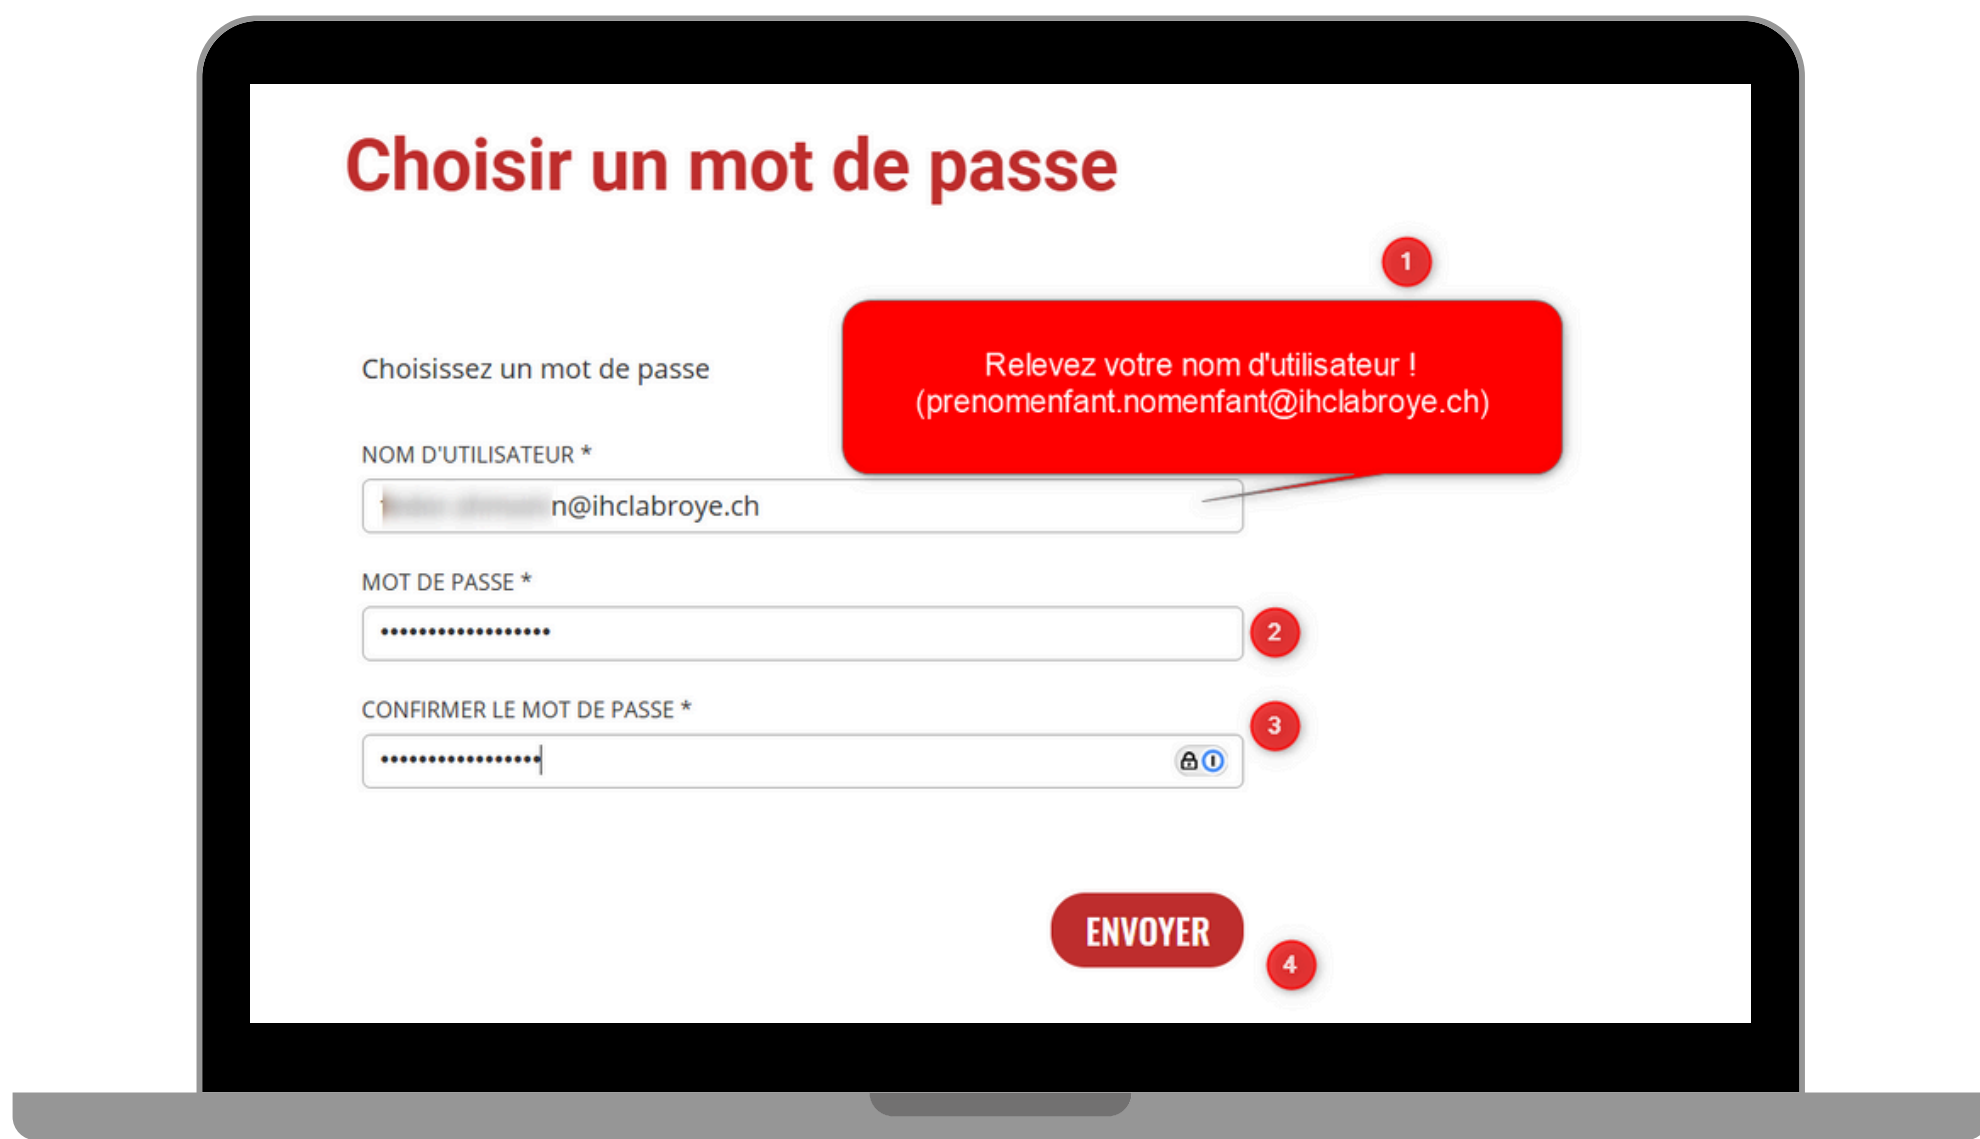 Choisir un mot de passe
1
Relevez votre nom d'utilisateur !
(prenomenfant.nomenfant@ihclabroye.ch)
Choisissez un mot de passe
NOM D'UTILISATEUR *
n@ihclabroye.ch
MOT DE PASSE *
••••••••••••••••••
2
CONFIRMER LE MOT DE PASSE *
•••••••••••••••••
3
ENVOYER
4